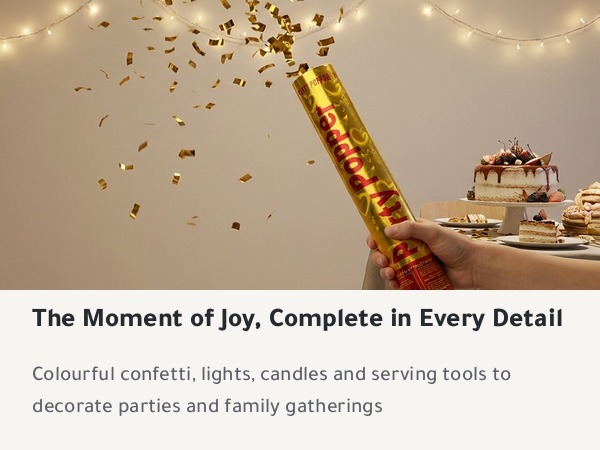 Party Popper
The Moment of Joy, Complete in Every Detail
Colourful confetti, lights, candles and serving tools to
decorate parties and family gatherings